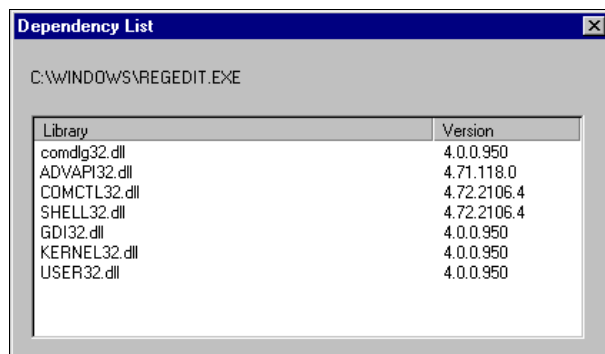 Dependency List
C:\WINDOWS\REGEDIT.EXE
Library Version
comdlg32.dll 4.0.0.950
ADVAPI32.dll 4.71.118.0
COMCTL32.dll 4.72.2106.4
SHELL32.dll 4.72.2106.4
GDI32.dll 4.0.0.950
KERNEL32.dll 4.0.0.950
USER32.dll 4.0.0.950